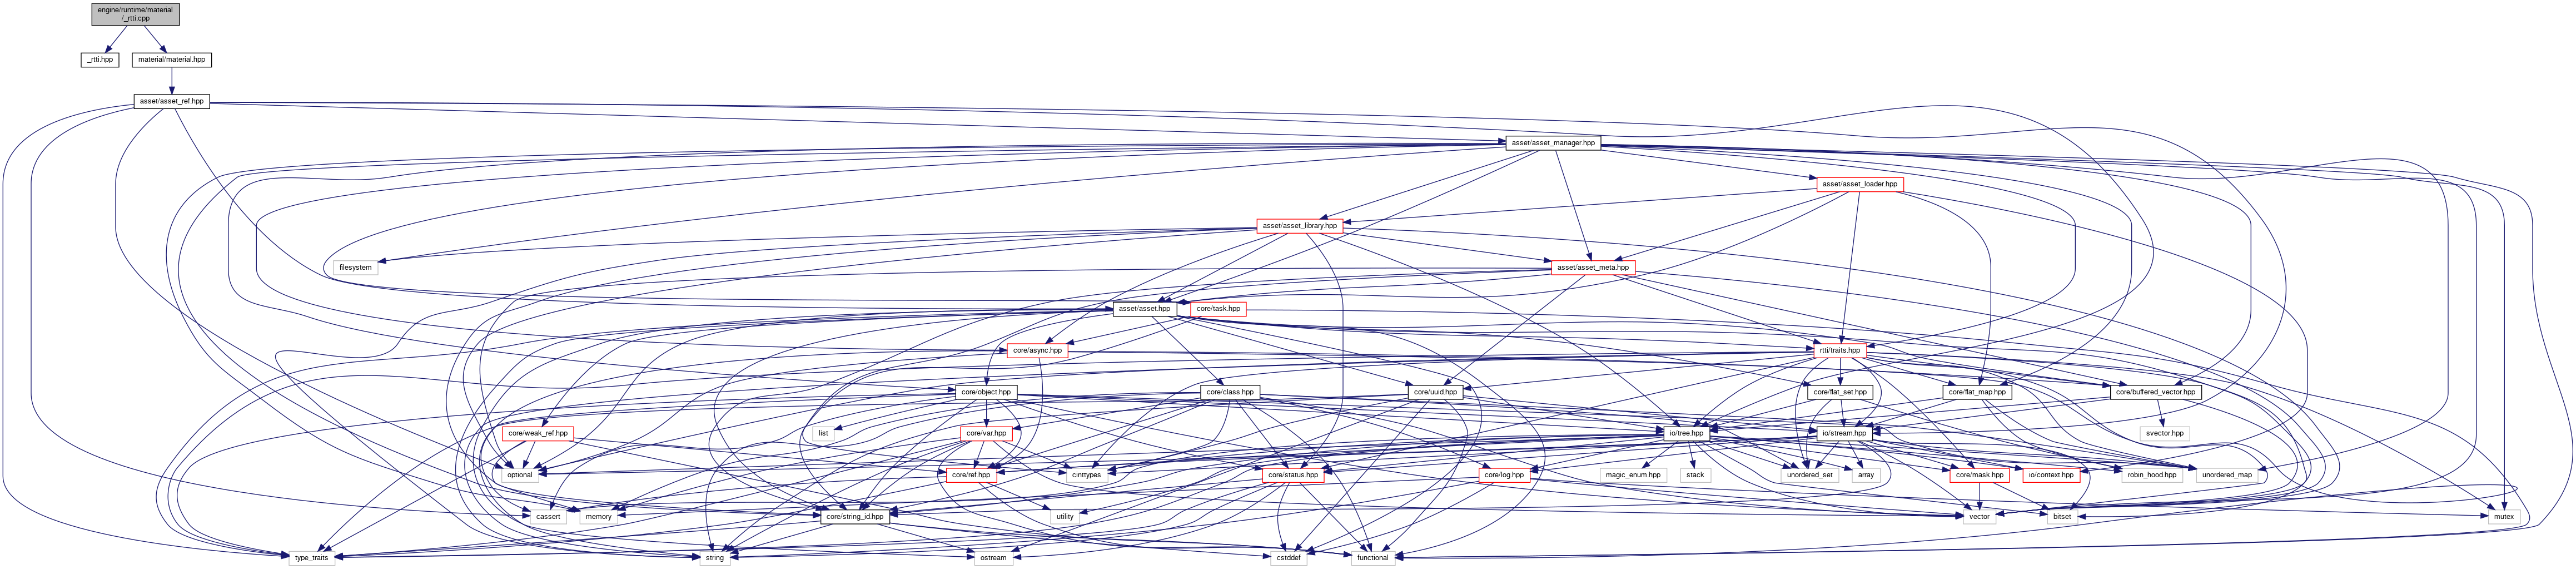 engine/runtime/material
/_rtti.cpp
_rtti.hpp
material/material.hpp
asset/asset_ref.hpp
asset/asset_manager.hpp
asset/asset_loader.hpp
asset/asset_library.hpp
filesystem
asset/asset_meta.hpp
asset/asset.hpp
core/task.hpp
core/async.hpp
rtti/traits.hpp
core/object.hpp
core/class.hpp
core/uuid.hpp
core/flat_set.hpp
core/flat_map.hpp
core/buffered_vector.hpp
core/weak_ref.hpp
list
core/var.hpp
io/tree.hpp
io/stream.hpp
svector.hpp
optional
core/ref.hpp
cinttypes
core/status.hpp
core/log.hpp
magic_enum.hpp
stack
unordered_set
array
core/mask.hpp
io/context.hpp
robin_hood.hpp
unordered_map
cassert
memory
core/string_id.hpp
utility
vector
bitset
mutex
type_traits
string
ostream
cstddef
functional